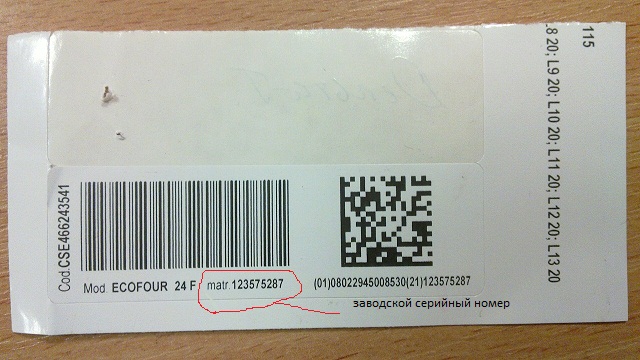 115
L8 20; L9 20; L10 20; L11 20; L12 20; L13 20
Cod.CSE466243541
Mod. ECOFOUR 24 F matr.123575287
(01)08022945008530(21)123575287
заводской серийный номер